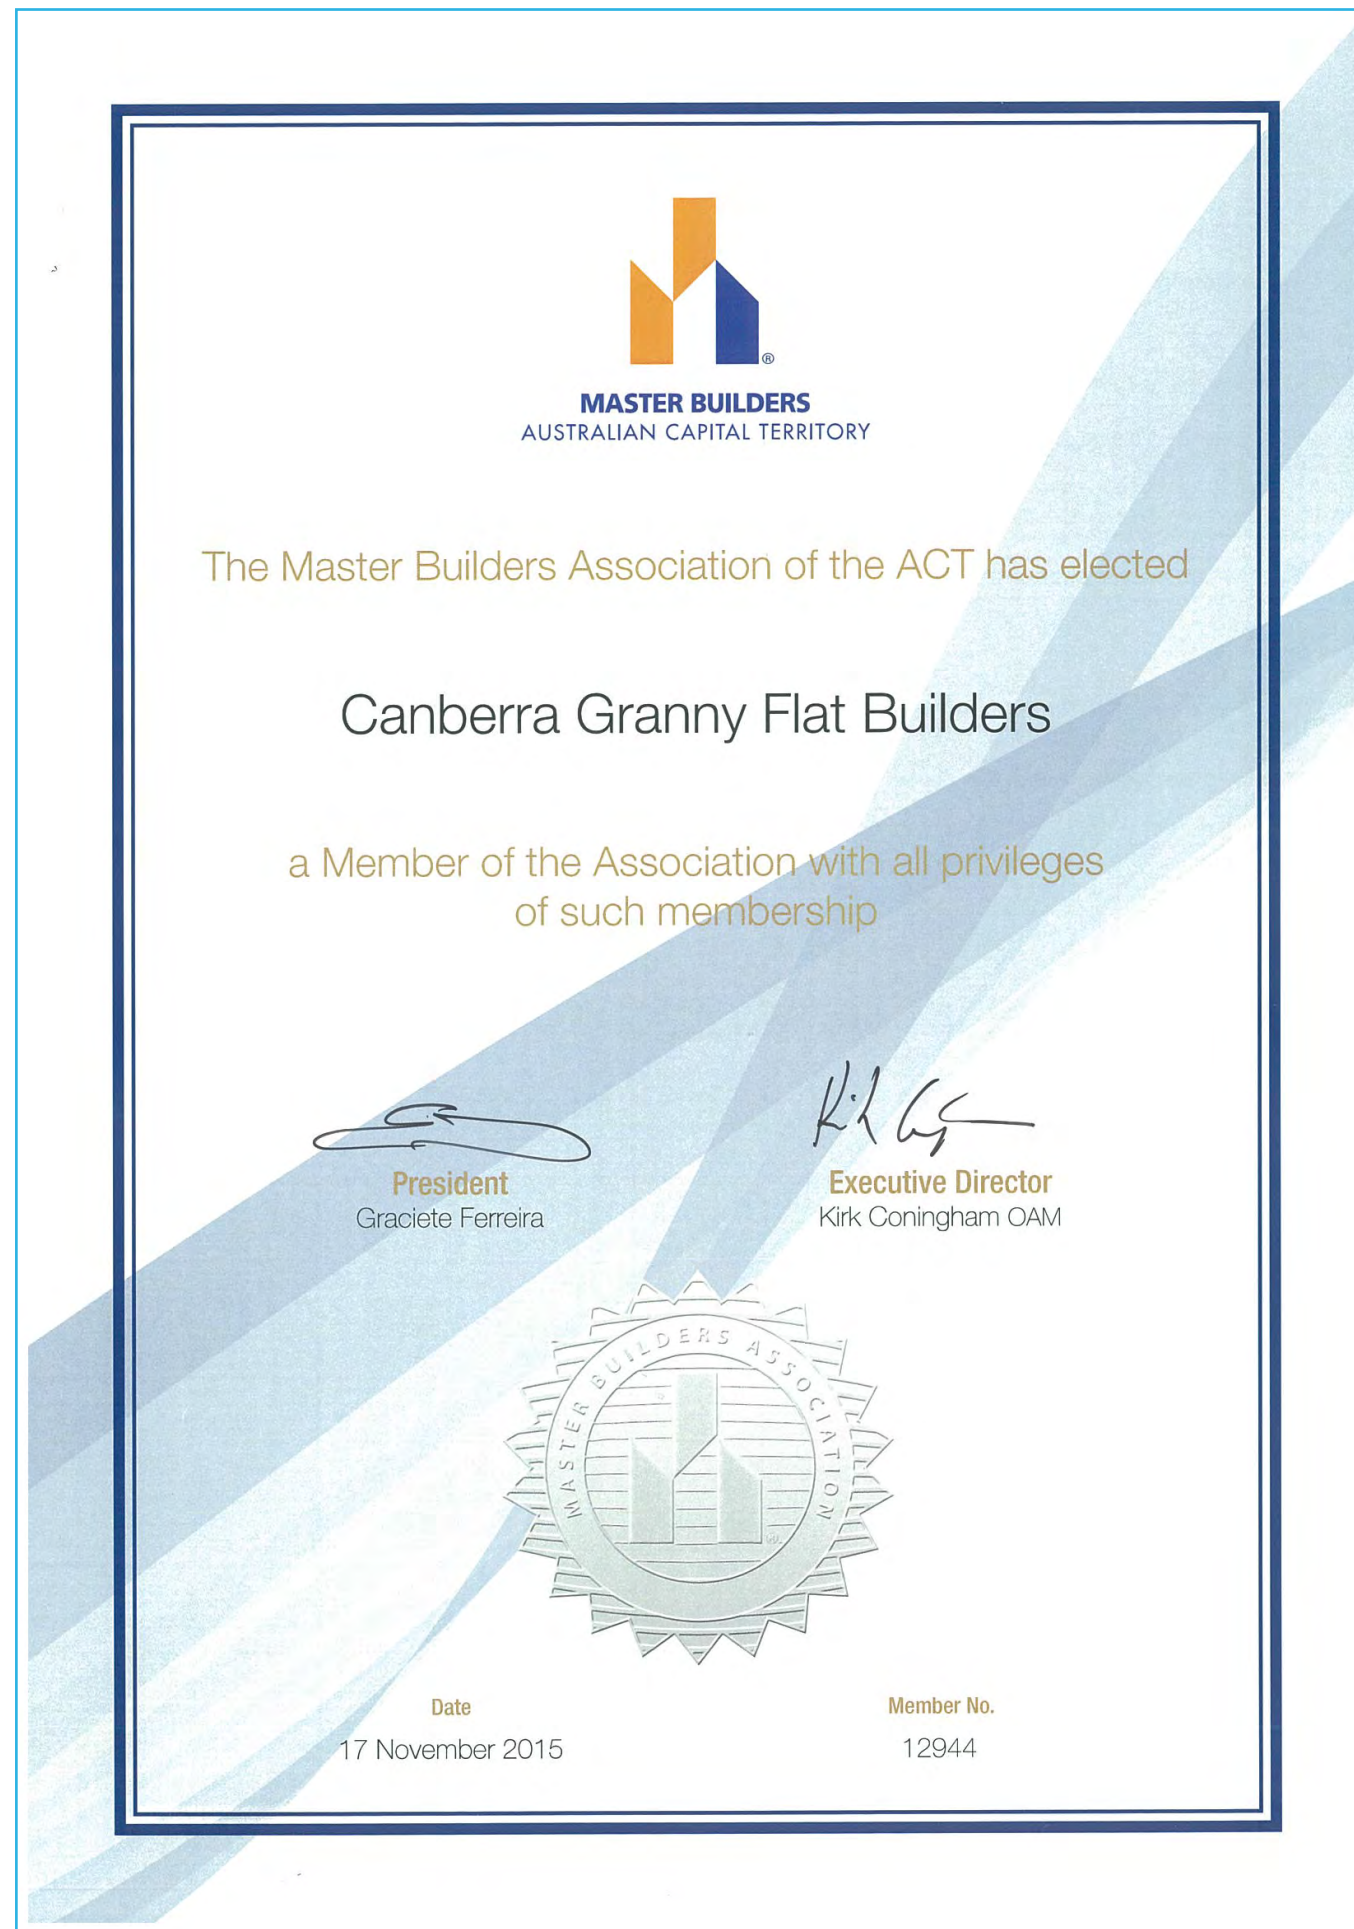 ®
MASTER BUILDERS
AUSTRALIAN CAPITAL TERRITORY
The Master Builders Association of the ACT has elected
Canberra Granny Flat Builders
a Member of the Association with all privileges
of such membership
President
Graciete Ferreira
Executive Director
Kirk Coningham OAM
MASTER BUILDERS ASSOCIATION
Date
17 November 2015
Member No.
12944